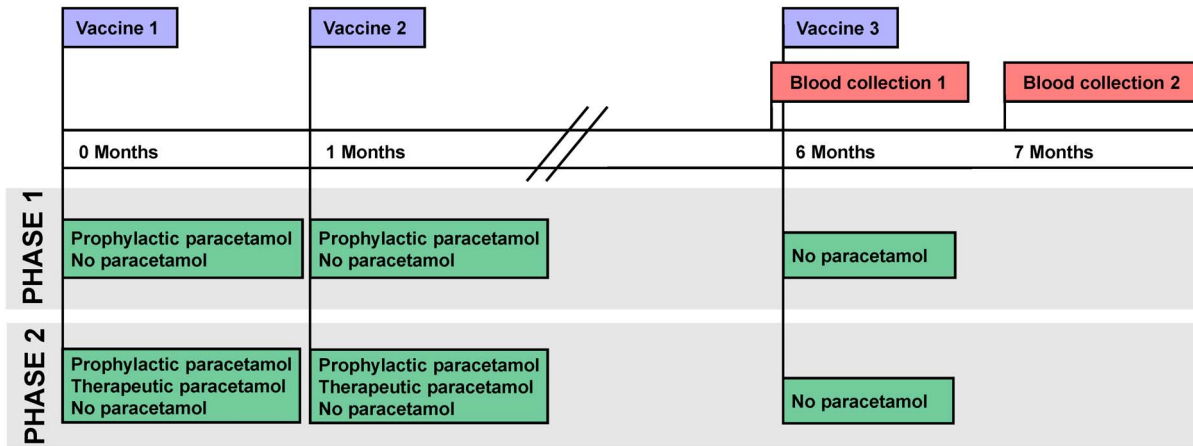 Vaccine 1
Vaccine 2
Vaccine 3
Blood collection 1
Blood collection 2
0 Months
1 Months
6 Months
7 Months
PHASE 1
Prophylactic paracetamol
No paracetamol
Prophylactic paracetamol
No paracetamol
No paracetamol
PHASE 2
Prophylactic paracetamol
Therapeutic paracetamol
No paracetamol
Prophylactic paracetamol
Therapeutic paracetamol
No paracetamol
No paracetamol